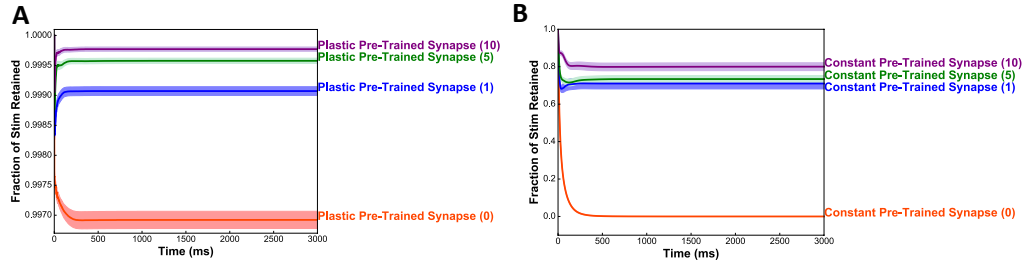 A
Fraction of Stim Retained
1.0000
0.9995
0.9990
0.9985
0.9980
0.9975
0.9970
0
500
1000
1500
2000
2500
3000
Time (ms)
Plastic Pre-Trained Synapse (10)
Plastic Pre-Trained Synapse (5)
Plastic Pre-Trained Synapse (1)
Plastic Pre-Trained Synapse (0)
B
Fraction of Stim Retained
1.0
0.8
0.6
0.4
0.2
0.0
0
500
1000
1500
2000
2500
3000
Time (ms)
Constant Pre-Trained Synapse (10)
Constant Pre-Trained Synapse (5)
Constant Pre-Trained Synapse (1)
Constant Pre-Trained Synapse (0)